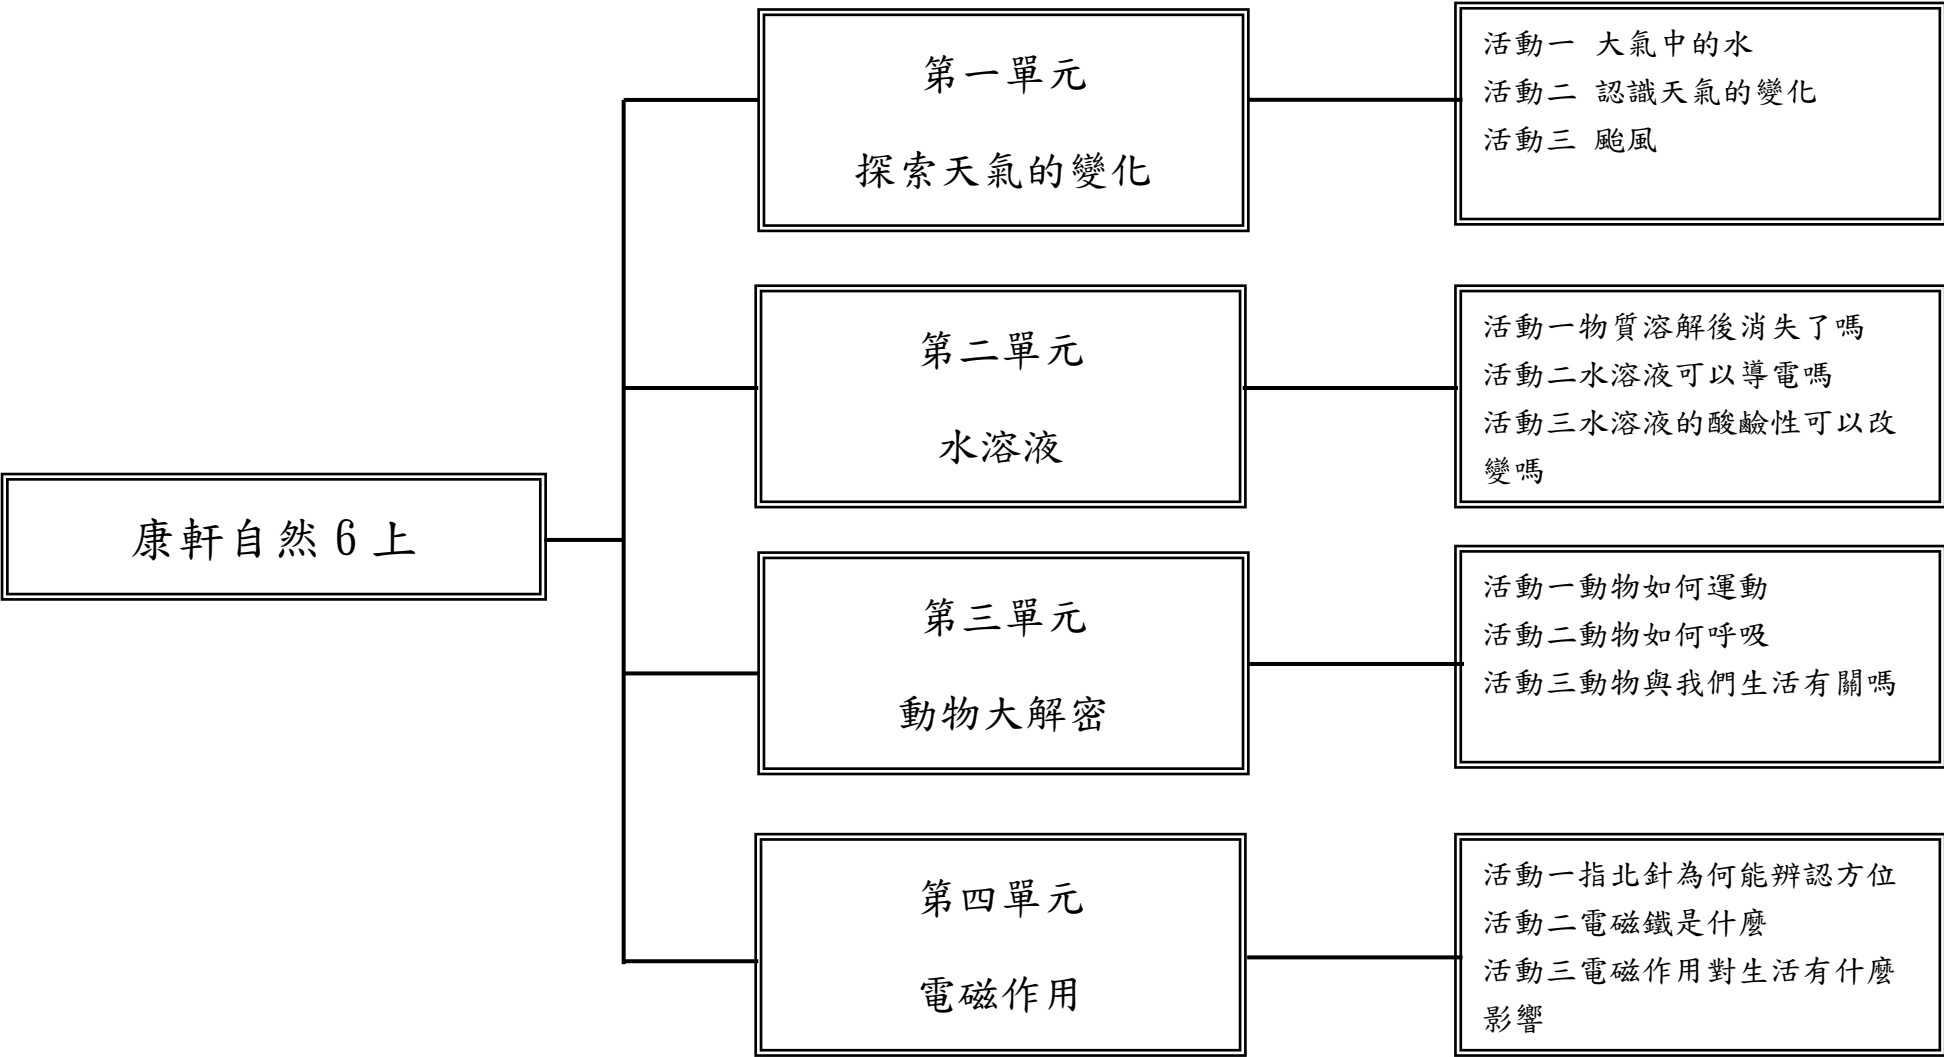 康軒自然 6 上
第一單元
探索天氣的變化
活動一 大氣中的水
活動二 認識天氣的變化
活動三 颱風
第二單元
水溶液
活動一物質溶解後消失了嗎
活動二水溶液可以導電嗎
活動三水溶液的酸鹼性可以改
變嗎
第三單元
動物大解密
活動一動物如何運動
活動二動物如何呼吸
活動三動物與我們生活有關嗎
第四單元
電磁作用
活動一指北針為何能辨認方位
活動二電磁鐵是什麼
活動三電磁作用對生活有什麼
影響